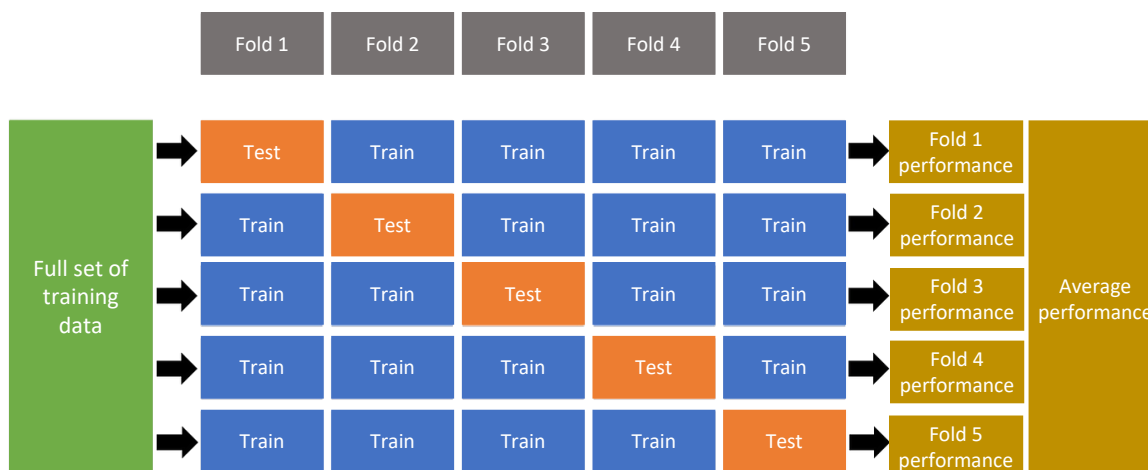 Fold 1 Fold 2 Fold 3 Fold 4 Fold 5
Full set of
training
data
Test Train Train Train Train
Fold 1
performance
Train Test Train Train Train
Fold 2
performance
Train Train Test Train Train
Fold 3
performance
Train Train Train Test Train
Fold 4
performance
Train Train Train Train Test
Fold 5
performance
Average
performance